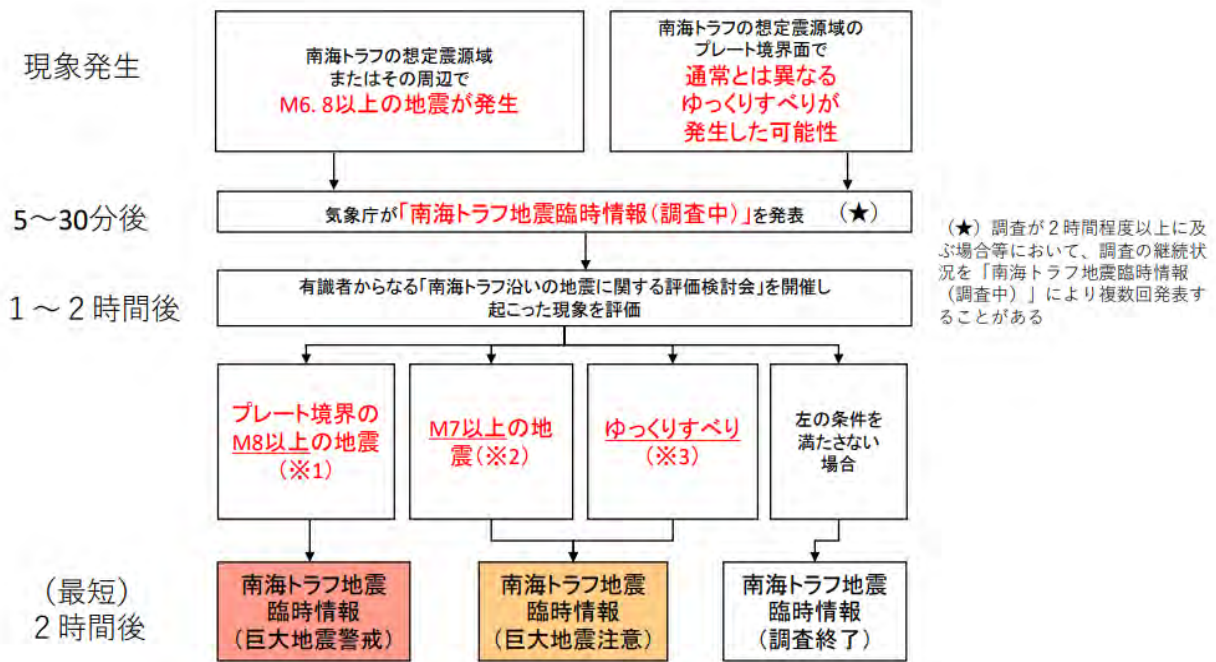 現象発生
南海トラフの想定震源域
またはその周辺で
M6. 8以上の地震が発生
南海トラフの想定震源域の
プレート境界面で
通常とは異なる
ゆっくりすべりが
発生した可能性
5～30分後
気象庁が「南海トラフ地震臨時情報(調査中)」を発表 (★)
(★)調査が2時間程度以上に及
ぶ場合等において、調査の継続状
況を「南海トラフ地震臨時情報
(調査中)」により複数回発表す
ることがある
1～2時間後
有識者からなる「南海トラフ沿いの地震に関する評価検討会」を開催し
起こった現象を評価
プレート境界の
M8以上の地震
(※1)
M7以上の地
震(※2)
ゆっくりすべり
(※3)
左の条件を
満たさない
場合
(最短)
2時間後
南海トラフ地震
臨時情報
(巨大地震警戒)
南海トラフ地震
臨時情報
(巨大地震注意)
南海トラフ地震
臨時情報
(調査終了)